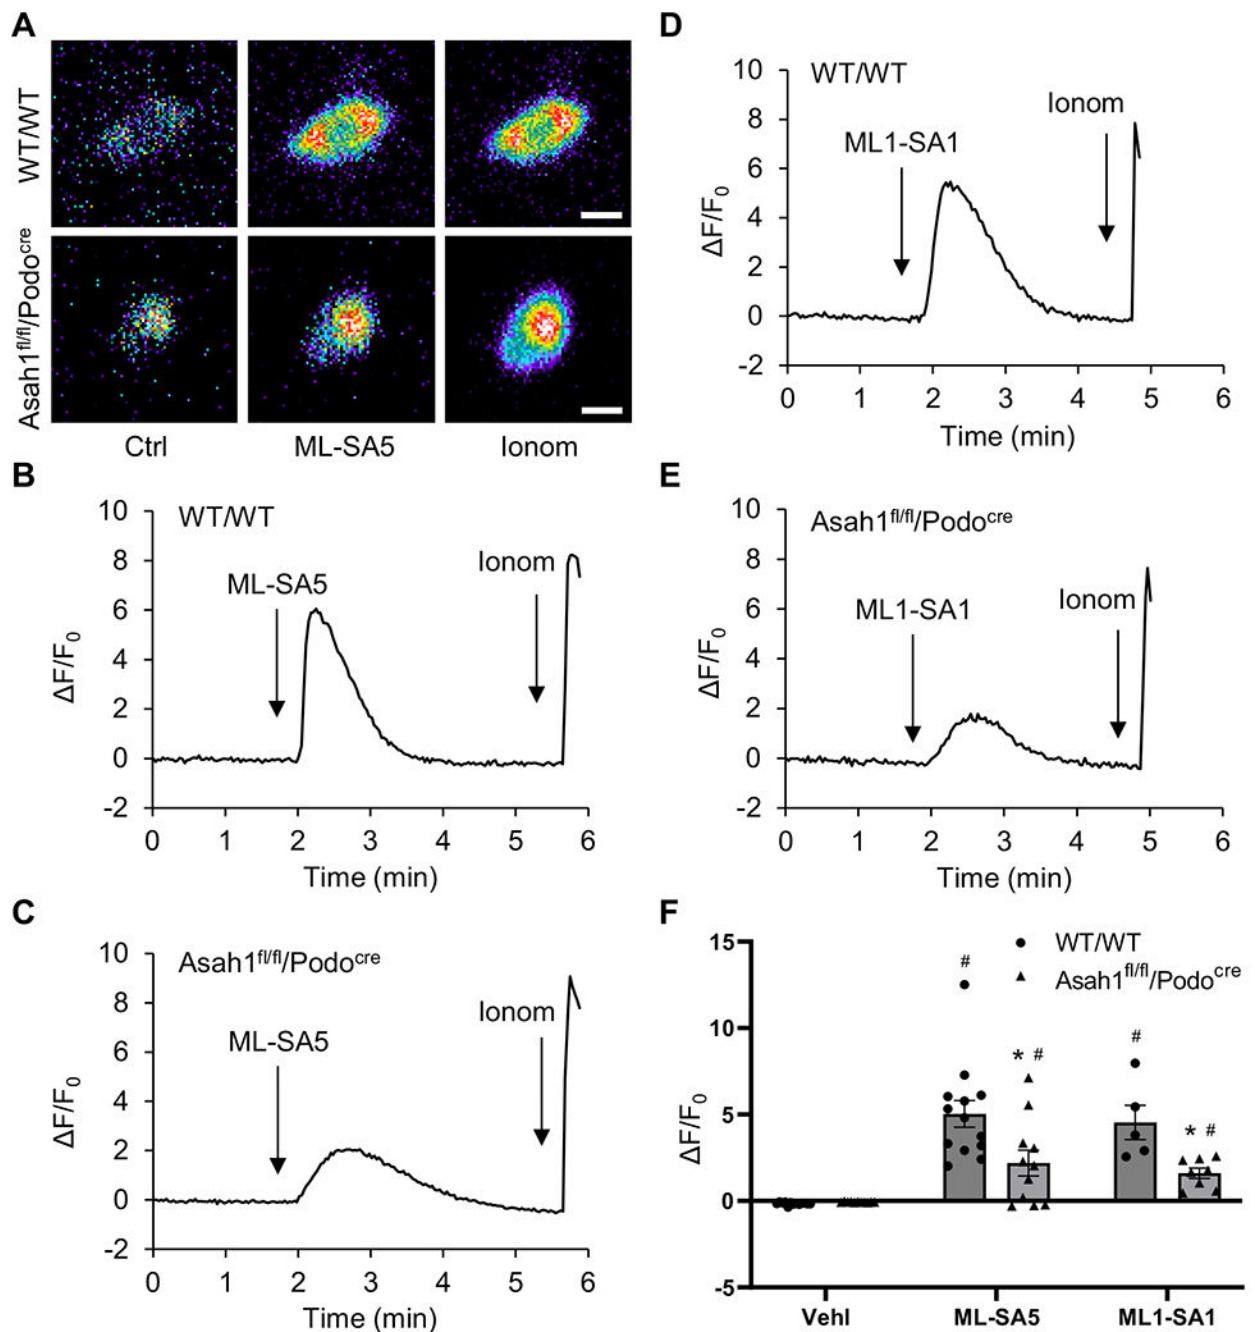 A
WT/WT
Asah1fl/fl/Podocre
Ctrl
ML-SA5
Ionom
B
10
8
6
4
2
0
-2
ΔF/F0
WT/WT
ML-SA5
Ionom
0 1 2 3 4 5 6
Time (min)
C
10
8
6
4
2
0
-2
ΔF/F0
Asah1fl/fl/Podocre
ML-SA5
Ionom
0 1 2 3 4 5 6
Time (min)
D
10
8
6
4
2
0
-2
ΔF/F0
WT/WT
ML1-SA1
Ionom
0 1 2 3 4 5 6
Time (min)
E
10
8
6
4
2
0
-2
ΔF/F0
Asah1fl/fl/Podocre
ML1-SA1
Ionom
0 1 2 3 4 5 6
Time (min)
F
15
10
5
0
-5
ΔF/F0
WT/WT
Asah1fl/fl/Podocre
#
* #
#
* #
Vehl
ML-SA5
ML1-SA1